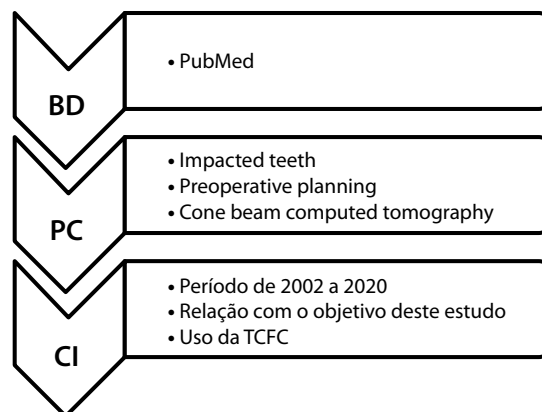 BD
• PubMed
PC
• Impacted teeth
• Preoperative planning
• Cone beam computed tomography
CI
• Período de 2002 a 2020
• Relação com o objetivo deste estudo
• Uso da TCFC